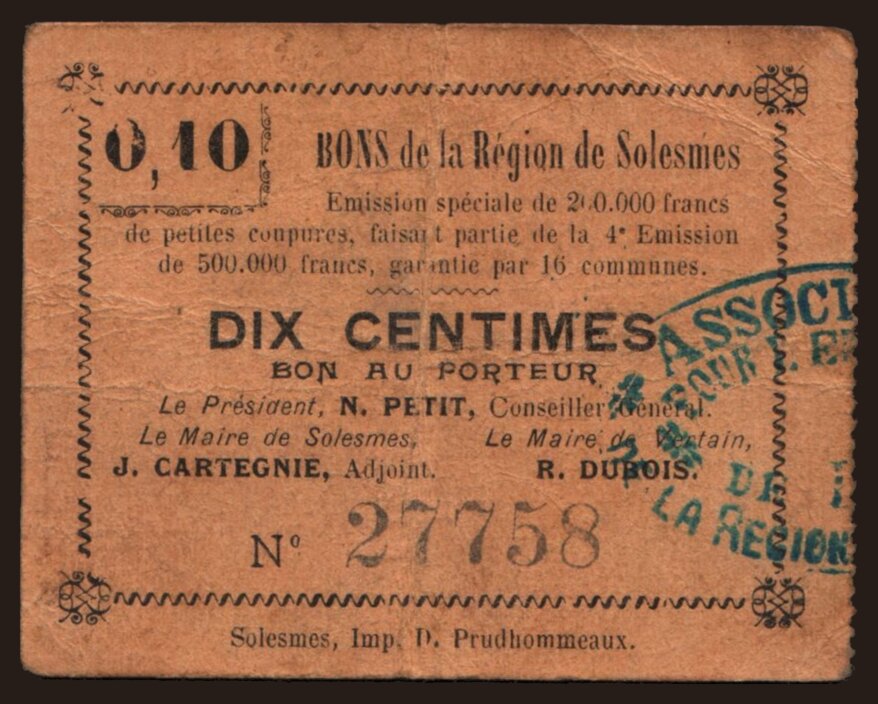 0,10
BONS de la Région de Solesmes
Emission spéciale de 200.000 francs
de petites coupures, faisant partie de la 4e Emission
de 500.000 francs, garantie par 16 communes.
DIX CENTIMES
BON AU PORTEUR
Le Président, N. PETIT, Conseiller Général.
Le Maire de Solesmes, Le Maire de Vertain,
J. CARTEGNIE, Adjoint. R. DUBOIS.
No 27758
Solesmes, Imp. D. Prudhommeaux.
ASSOCI
POUR L'E
DE
LA REGION